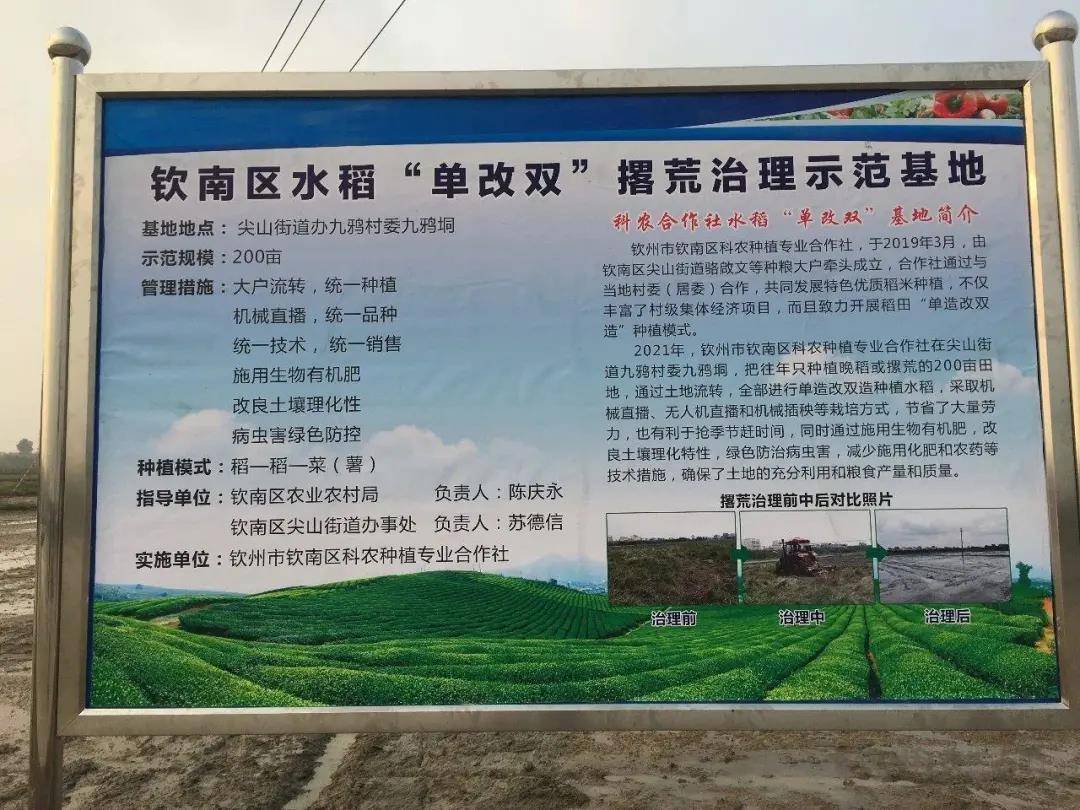 钦南区水稻“单改双”撂荒治理示范基地
基地地点：尖山街道办九鸦村委九鸦垌
示范规模：200亩
管理措施：大户流转，统一种植
机械直播，统一品种
统一技术，统一销售
施用生物有机肥
改良土壤理化性
病虫害绿色防控
种植模式：稻—稻—菜（薯）
指导单位：钦南区农业农村局 负责人：陈庆永
钦南区尖山街道办事处 负责人：苏德信
实施单位：钦州市钦南区科农种植专业合作社
科农合作社水稻“单改双”基地简介
钦州市钦南区科农种植专业合作社，于2019年3月，由
钦南区尖山街道骆啟文等种粮大户牵头成立，合作社通过与
当地村委（居委）合作，共同发展特色优质稻米种植，不仅
丰富了村级集体经济项目，而且致力开展稻田“单造改双
造”种植模式。
2021年，钦州市钦南区科农种植专业合作社在尖山街
道九鸦村委九鸦垌，把往年只种植晚稻或撂荒的200亩田
地，通过土地流转，全部进行单造改双造种植水稻，采取机
械直播、无人机直播和机械插秧等栽培方式，节省了大量劳
力，也有利于抢季节赶时间，同时通过施用生物有机肥，改
良土壤理化特性，绿色防治病虫害，减少施用化肥和农药等
技术措施，确保了土地的充分利用和粮食产量和质量。
撂荒治理前中后对比照片
治理前 治理中 治理后